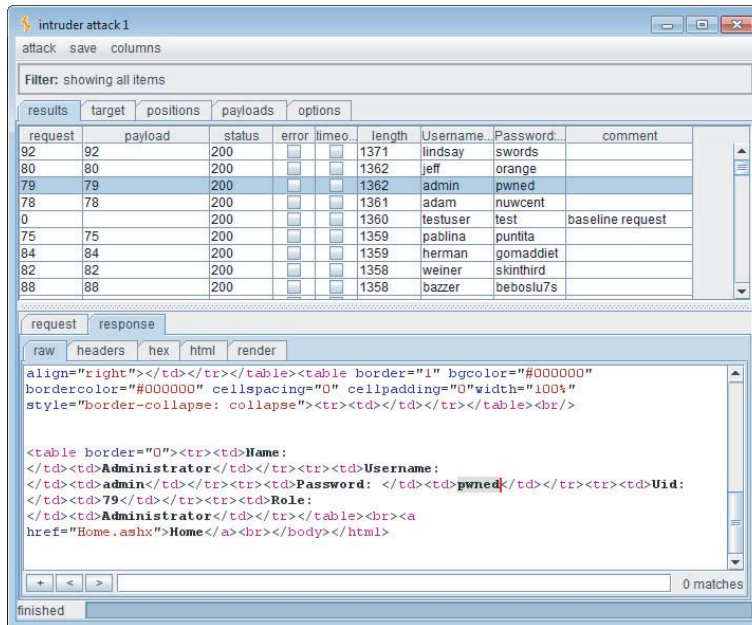 intruder attack 1
attack save columns
Filter: showing all items
results target positions payloads options
request payload status error timeo... length Username... Password:... comment
92 92 200 1371 lindsay swords
80 80 200 1362 jeff orange
79 79 200 1362 admin pwned
78 78 200 1361 adam nuwcent
0 200 1360 testuser test baseline request
75 75 200 1359 pablina puntita
84 84 200 1359 herman gomaddiet
82 82 200 1358 weiner skinthird
88 88 200 1358 bazzer beboslu7s
request response
raw headers hex html render
align="right"></td></tr></table><table border="1" bgcolor="#000000"
bordercolor="#000000" cellspacing="0" cellpadding="0"width="100%"
style="border-collapse: collapse"><tr><td></td></tr></table><br/>
<table border="0"><tr><td>Name:
</td><td>Administrator</td></tr><tr><td>Username:
</td><td>admin</td></tr><tr><td>Password: </td><td>pwned</td></tr><tr><td>Uid:
</td><td>79</td></tr><tr><td>Role:
</td><td>Administrator</td></tr></table><br><a
href="Home.ashx">Home</a><br></body></html>
+ < > 0 matches
finished